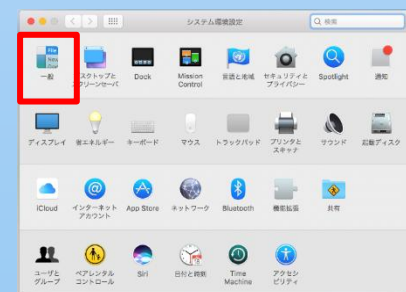 システム環境設定
検索
一般
デスクトップと
スクリーンセーバ
Dock
Mission
Control
言語と地域
セキュリティと
プライバシー
Spotlight
通知
ディスプレイ
省エネルギー
キーボード
マウス
トラックパッド
プリンタと
スキャナ
サウンド
起動ディスク
iCloud
インターネット
アカウント
App Store
ネットワーク
Bluetooth
機能拡張
共有
ユーザと
グループ
ペアレンタル
コントロール
Siri
日付と時刻
Time
Machine
アクセシ
ビリティ